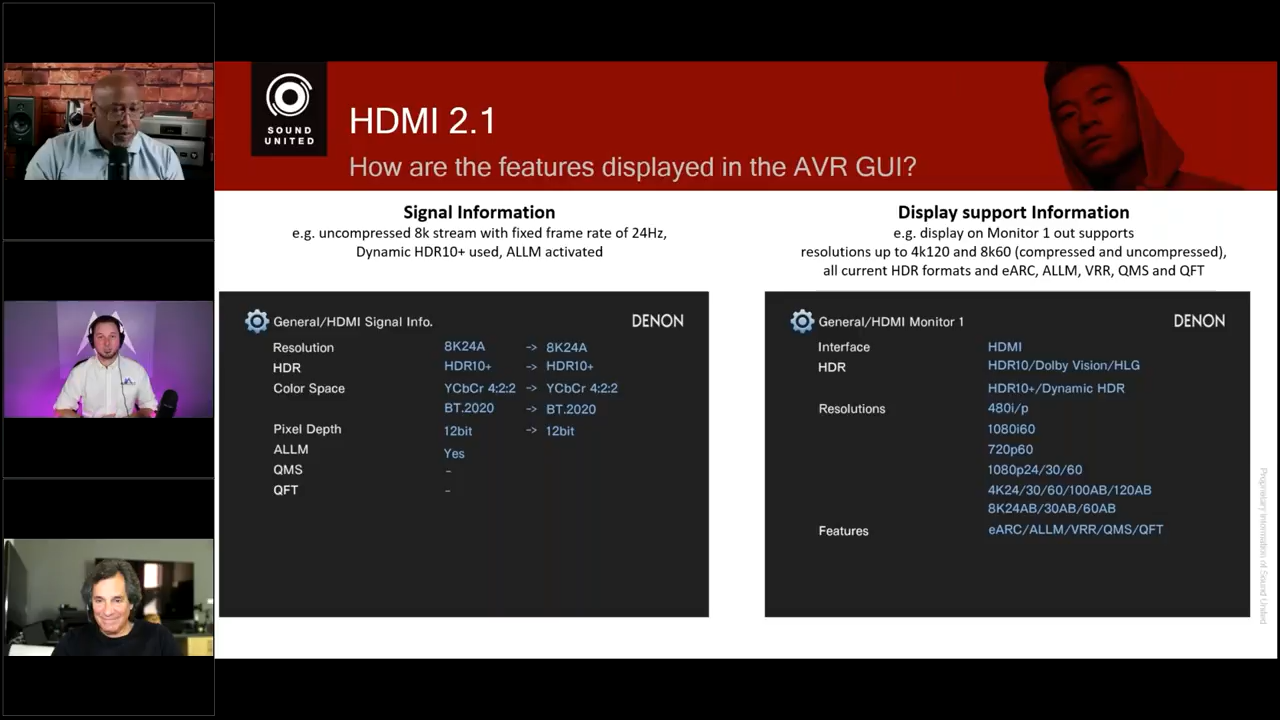 SOUND
UNITED
HDMI 2.1
How are the features displayed in the AVR GUI?
Signal Information
e.g. uncompressed 8k stream with fixed frame rate of 24Hz,
Dynamic HDR10+ used, ALLM activated
General/HDMI Signal Info. DENON
Resolution 8K24A -> 8K24A
HDR HDR10+ -> HDR10+
Color Space YCbCr 4:2:2 -> YCbCr 4:2:2
BT.2020 -> BT.2020
Pixel Depth 12bit -> 12bit
ALLM Yes
QMS -
QFT -
Display support Information
e.g. display on Monitor 1 out supports
resolutions up to 4k120 and 8k60 (compressed and uncompressed),
all current HDR formats and eARC, ALLM, VRR, QMS and QFT
General/HDMI Monitor 1 DENON
Interface HDMI
HDR HDR10/Dolby Vision/HLG
HDR10+/Dynamic HDR
Resolutions 480i/p
1080i60
720p60
1080p24/30/60
4K24/30/60/100AB/120AB
8K24AB/30AB/60AB
Features eARC/ALLM/VRR/QMS/QFT
Proprietary Information of Sound United